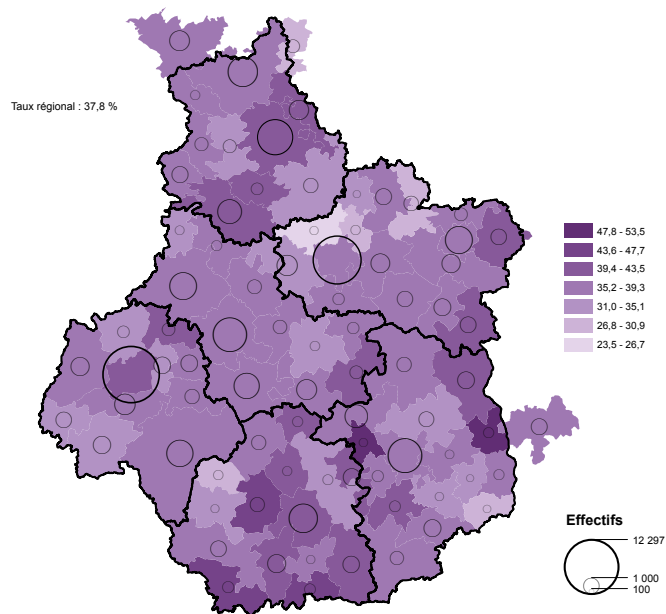 Taux régional : 37,8 %
47,8 - 53,5
43,6 - 47,7
39,4 - 43,5
35,2 - 39,3
31,0 - 35,1
26,8 - 30,9
23,5 - 26,7
Effectifs
12 297
1 000
100